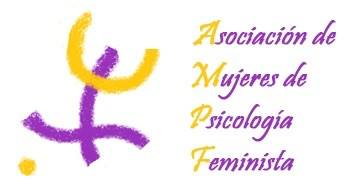 Asociación de
Mujeres de
Psicología
Feminista